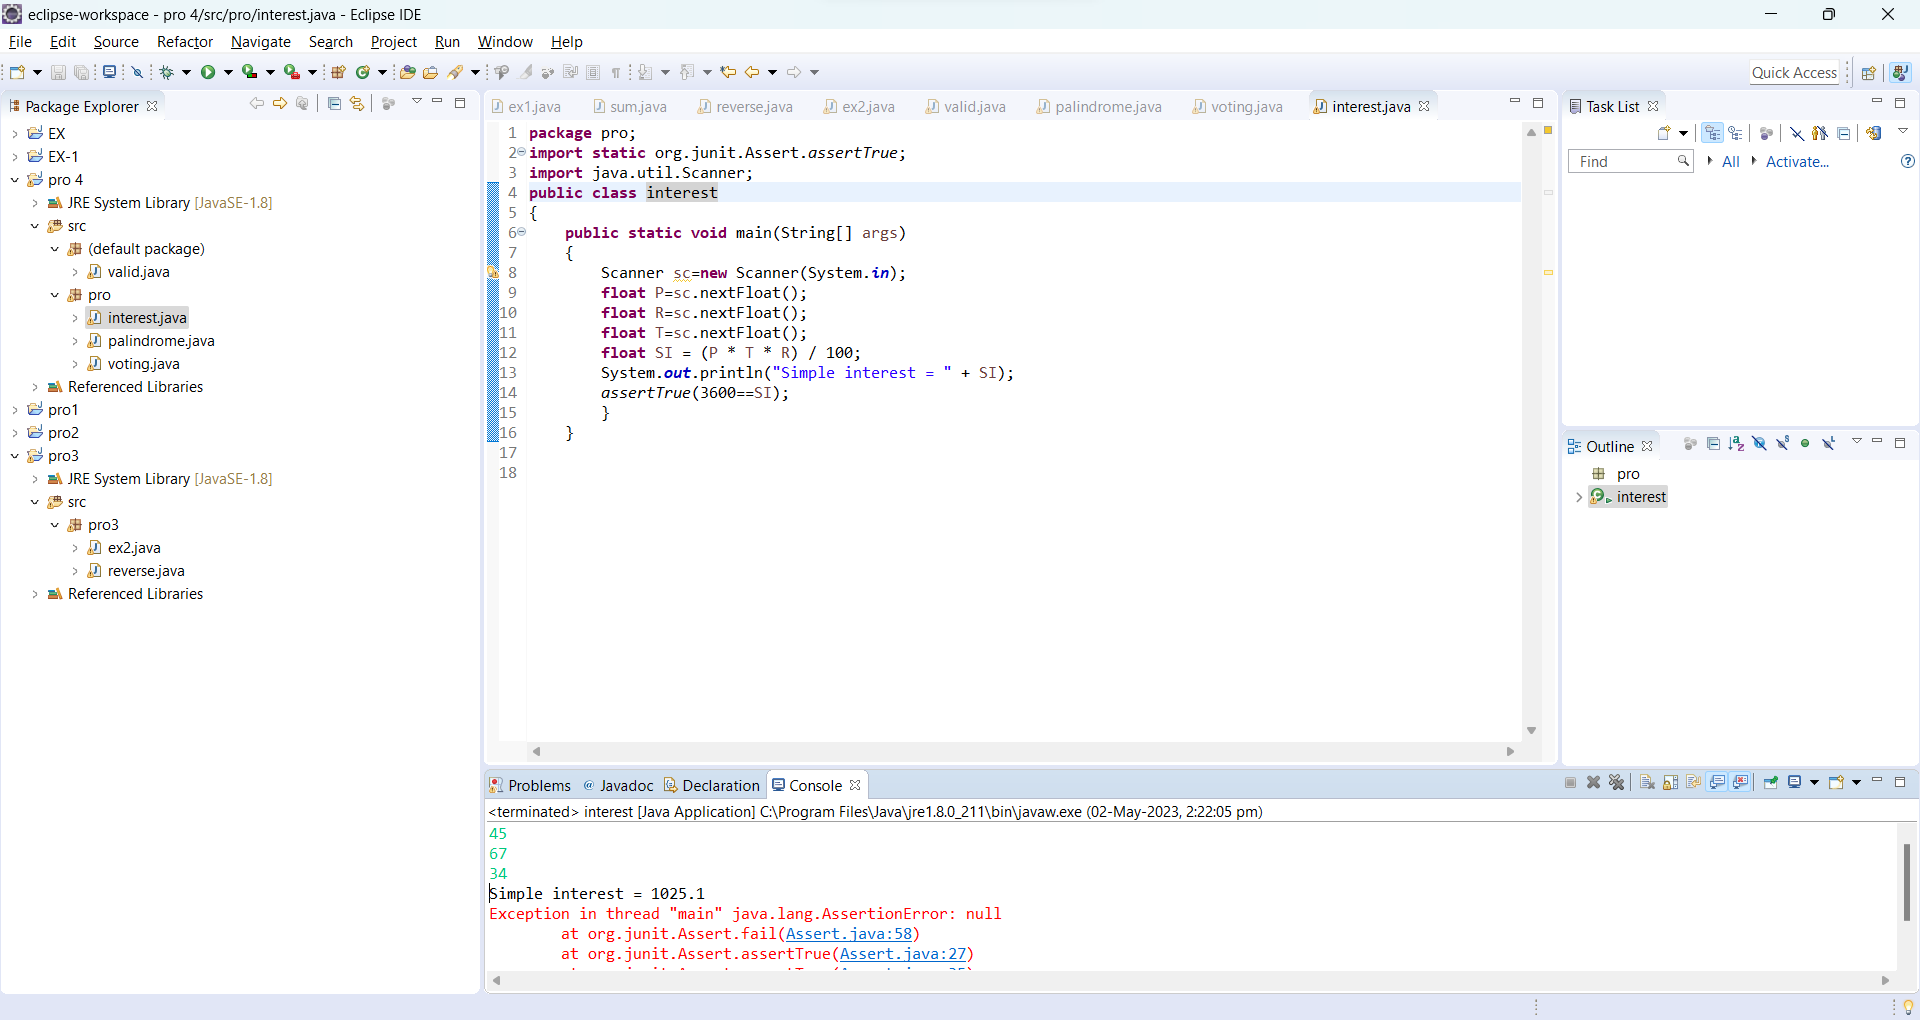 eclipse-workspace - pro 4/src/pro/interest.java - Eclipse IDE
File Edit Source Refactor Navigate Search Project Run Window Help
Quick Access
Package Explorer
EX
EX-1
pro 4
JRE System Library [JavaSE-1.8]
src
(default package)
valid.java
pro
interest.java
palindrome.java
voting.java
Referenced Libraries
pro1
pro2
pro3
JRE System Library [JavaSE-1.8]
src
pro3
ex2.java
reverse.java
Referenced Libraries
ex1.java sum.java reverse.java ex2.java valid.java palindrome.java voting.java interest.java
1 package pro;
2 import static org.junit.Assert.assertTrue;
3 import java.util.Scanner;
4 public class interest
5 {
6 public static void main(String[] args)
7 {
8 Scanner sc=new Scanner(System.in);
9 float P=sc.nextFloat();
10 float R=sc.nextFloat();
11 float T=sc.nextFloat();
12 float SI = (P * T * R) / 100;
13 System.out.println("Simple interest = " + SI);
14 assertTrue(3600==SI);
15 }
16 }
17
18
Task List
Find
All
Activate...
Outline
pro
interest
Problems @ Javadoc Declaration Console
<terminated> interest [Java Application] C:\Program Files\Java\jre1.8.0_211\bin\javaw.exe (02-May-2023, 2:22:05 pm)
45
67
34
Simple interest = 1025.1
Exception in thread "main" java.lang.AssertionError: null
at org.junit.Assert.fail(Assert.java:58)
at org.junit.Assert.assertTrue(Assert.java:27)